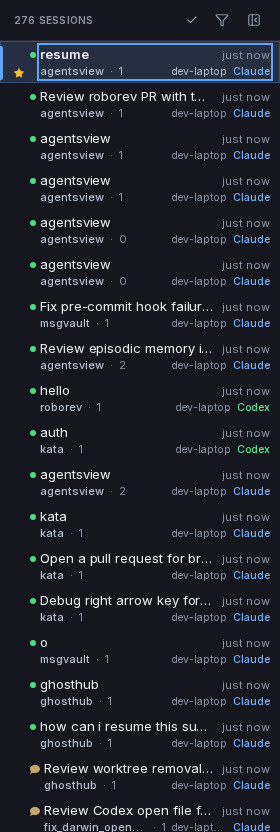 276 SESSIONS
resume just now
agentsview · 1 dev-laptop Claude
Review roborev PR with t... just now
agentsview · 1 dev-laptop Claude
agentsview just now
agentsview · 1 dev-laptop Claude
agentsview just now
agentsview · 1 dev-laptop Claude
agentsview just now
agentsview · 0 dev-laptop Claude
agentsview just now
agentsview · 0 dev-laptop Claude
Fix pre-commit hook failur... just now
msgvault · 1 dev-laptop Claude
Review episodic memory i... just now
agentsview · 2 dev-laptop Claude
hello just now
roborev · 1 dev-laptop Codex
auth just now
kata · 1 dev-laptop Codex
agentsview just now
agentsview · 2 dev-laptop Claude
kata just now
kata · 1 dev-laptop Claude
Open a pull request for br... just now
kata · 1 dev-laptop Claude
Debug right arrow key for... just now
kata · 1 dev-laptop Claude
o just now
msgvault · 1 dev-laptop Claude
ghosthub just now
ghosthub · 1 dev-laptop Claude
how can i resume this su... just now
ghosthub · 1 dev-laptop Claude
Review worktree removal... just now
ghosthub · 1 dev-laptop Claude
Review Codex open file f... just now
fix_darwin_open... · 1 dev-lapt... Claude